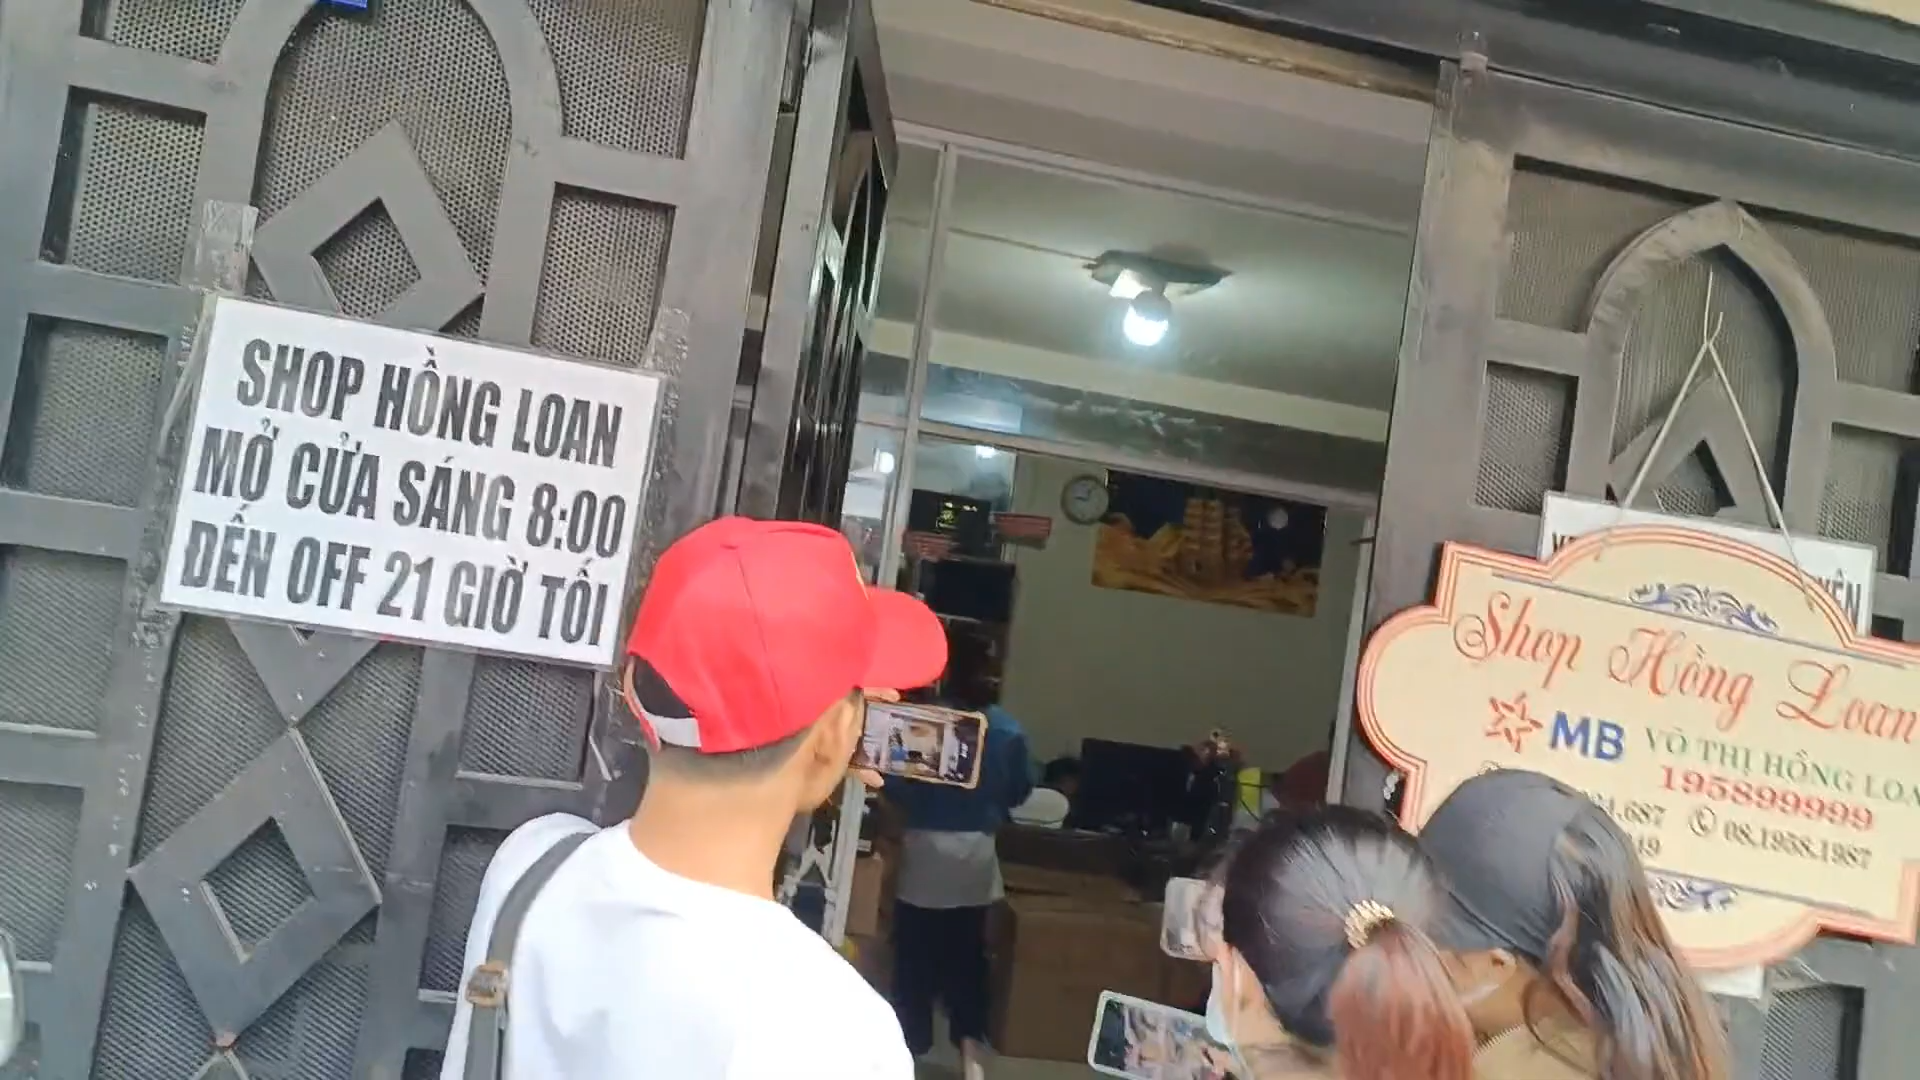 SHOP HỒNG LOAN
MỞ CỬA SÁNG 8:00
ĐẾN OFF 21 GIỜ TỐI
Shop Hồng Loan
MB VÕ THỊ HỒNG LOA
195899999
08.1958.1987